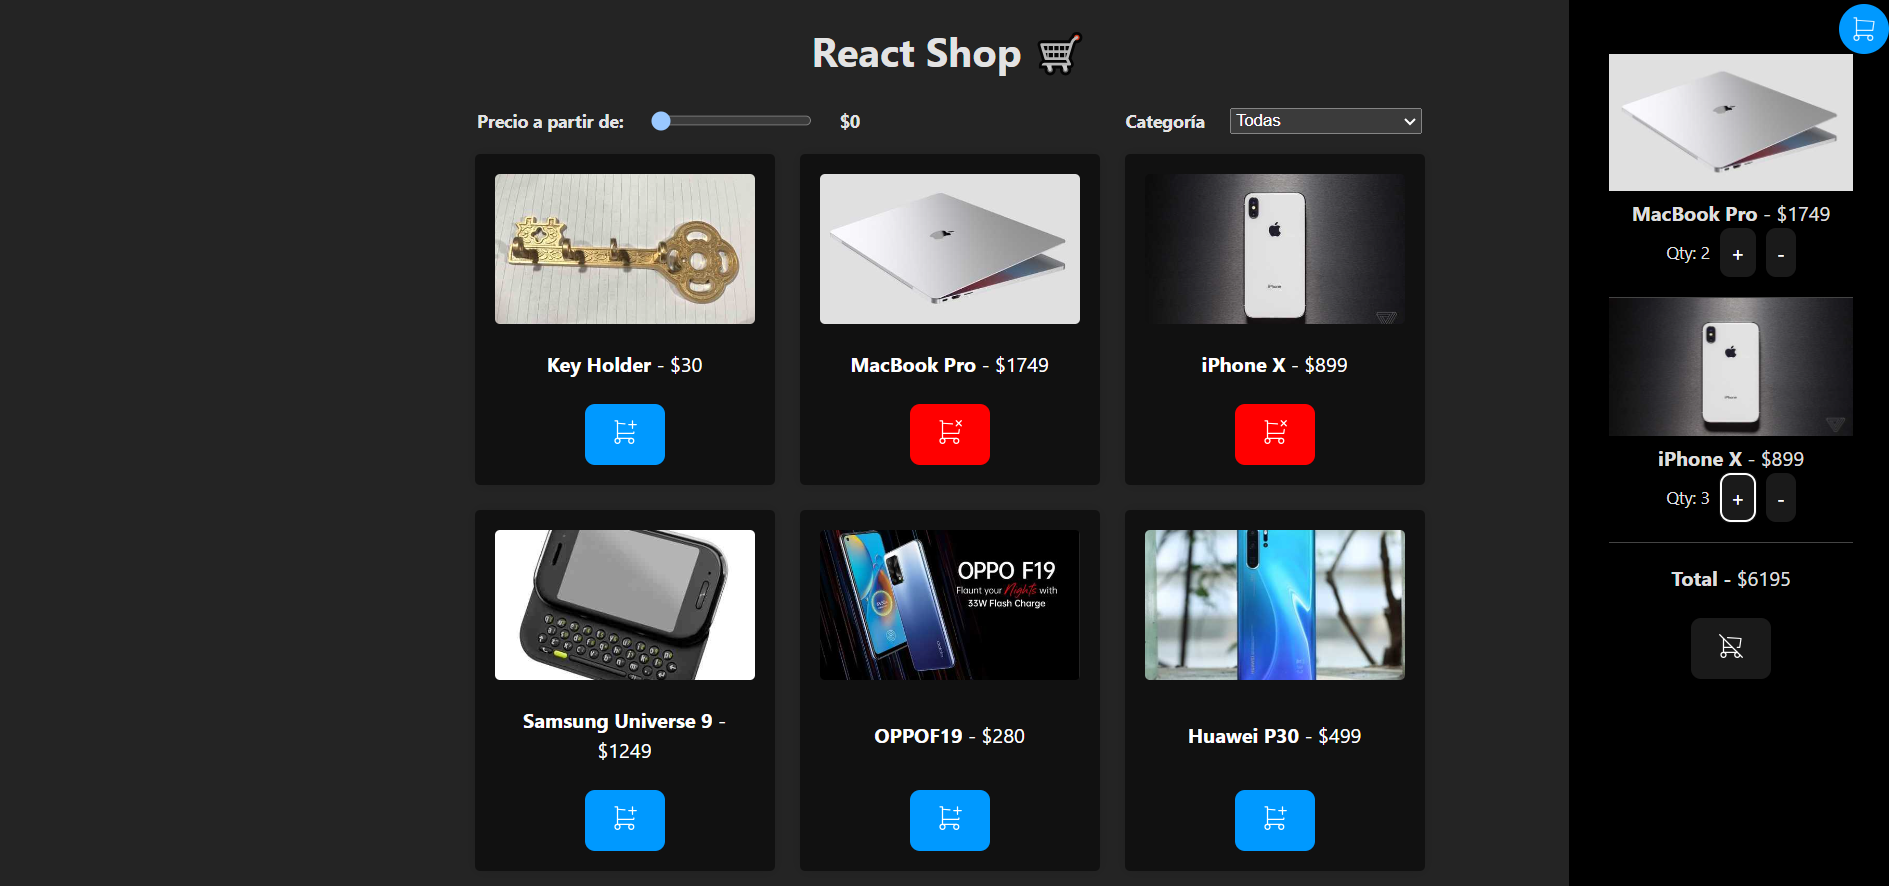 React Shop
Precio a partir de:
$0
Categoría
Todas
Key Holder - $30
MacBook Pro - $1749
iPhone X - $899
OPPO F19
Flaunt your Nights with
33W Flash Charge
Samsung Universe 9 -
$1249
OPPOF19 - $280
Huawei P30 - $499
MacBook Pro - $1749
Qty: 2
+
-
iPhone X - $899
Qty: 3
+
-
Total - $6195